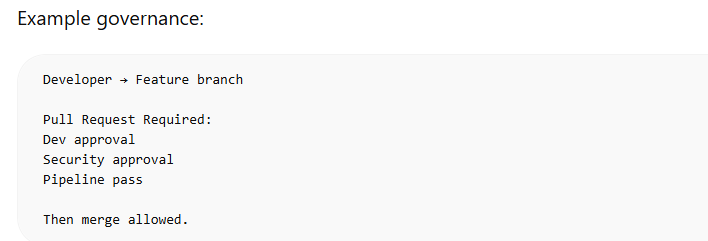 Example governance:
Developer → Feature branch
Pull Request Required:
Dev approval
Security approval
Pipeline pass
Then merge allowed.